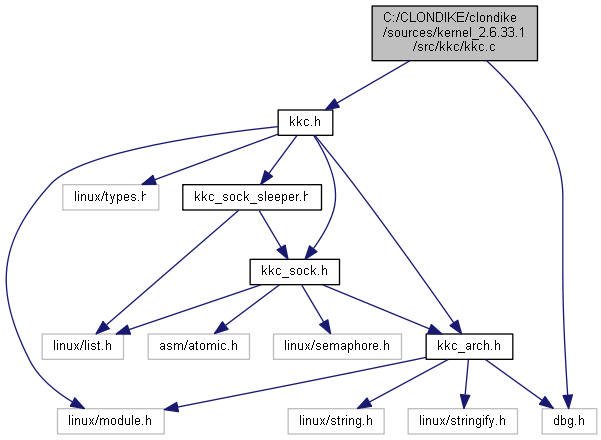 C:/CLONDIKE/clondike
/sources/kernel_2.6.33.1
/src/kkc/kkc.c
kkc.h
linux/types.h
kkc_sock_sleeper.h
kkc_sock.h
linux/list.h
asm/atomic.h
linux/semaphore.h
kkc_arch.h
linux/module.h
linux/string.h
linux/stringify.h
dbg.h